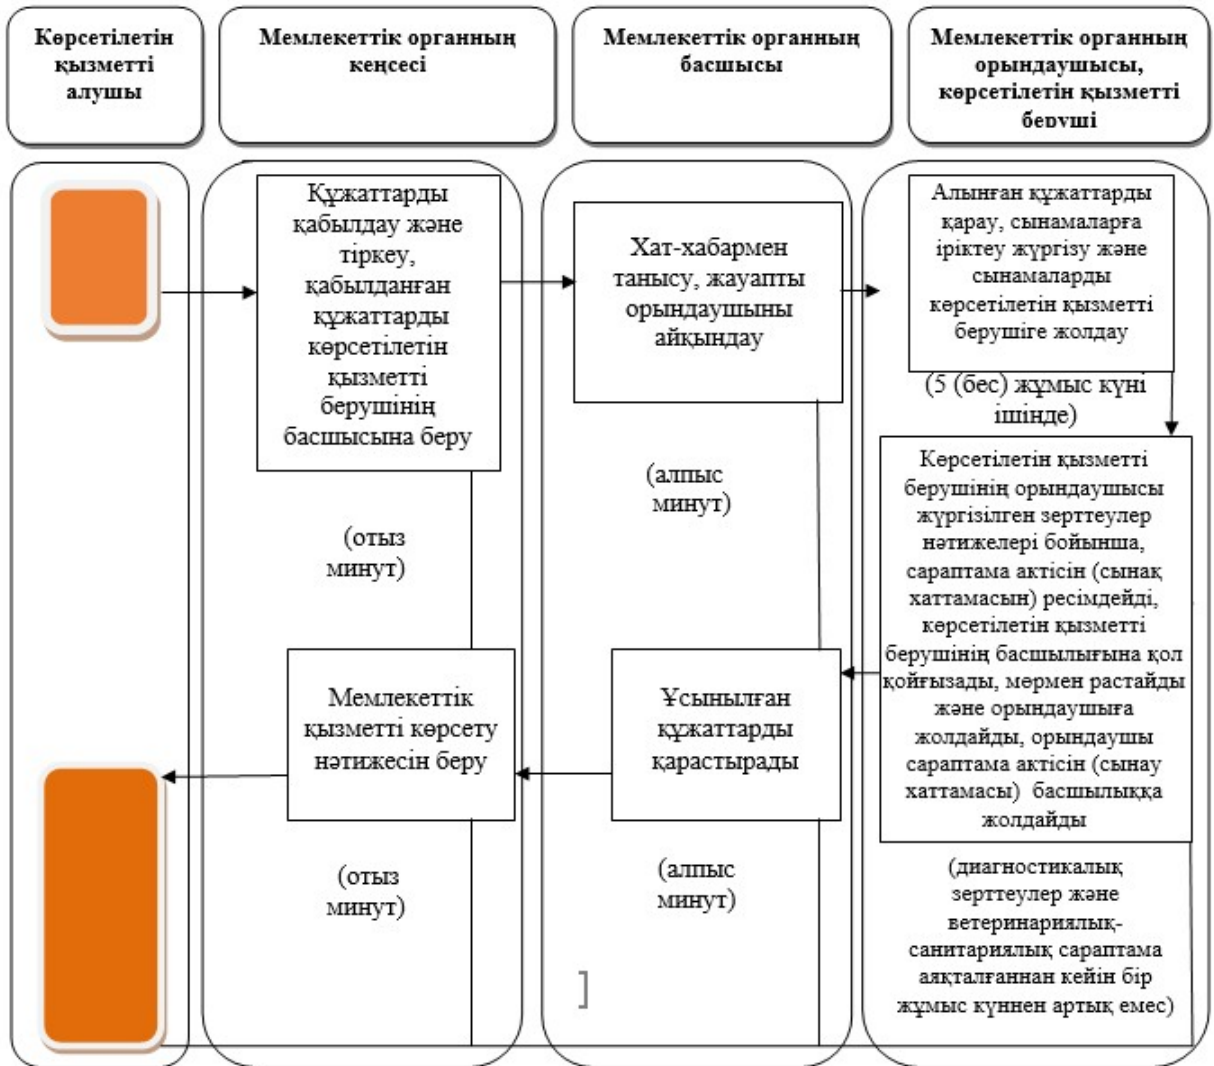 Көрсетілетін
қызметті
алушы
Мемлекеттік органның
кеңсесі
Мемлекеттік органның
басшысы
Мемлекеттік органның
орындаушысы,
көрсетілетін қызметті
беруші
Құжаттарды
қабылдау және
тіркеу,
қабылданған
құжаттарды
көрсетілетін
қызметті
берушінің
басшысына беру
(отыз
минут)
Хат-хабармен
танысу, жауапты
орындаушыны
айқындау
(алпыс
минут)
Алынған құжаттарды
қарау, сынамаларға
іріктеу жүргізу және
сынамаларды
көрсетілетін қызметті
берушіге жолдау
(5 (бес) жұмыс күні
ішінде)
Көрсетілетін қызметті
берушінің орындаушысы
жүргізілген зерттеулер
нәтижелері бойынша,
сараптама актісін (сынақ
хаттамасын) ресімдейді,
көрсетілетін қызметті
берушінің басшылығына қол
қойғызады, мөрмен растайды
және орындаушыға
жолдайды, орындаушы
сараптама актісін (сынау
хаттамасы) басшылыққа
жолдайды
(диагностикалық
зерттеулер және
ветеринариялық-
санитариялық сараптама
аяқталғаннан кейін бір
жұмыс күннен артық емес)
Ұсынылған
құжаттарды
қарастырады
(алпыс
минут)
]
Мемлекеттік
қызметті көрсету
нәтижесін беру
(отыз
минут)